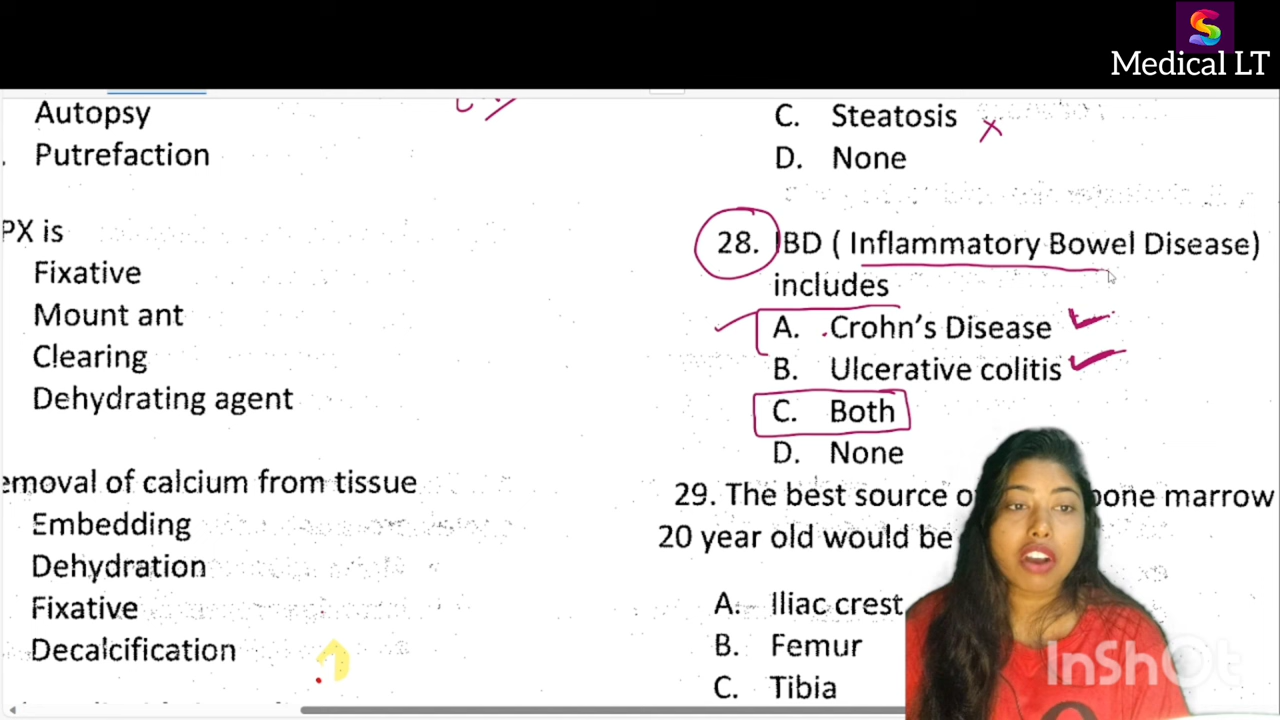 Medical LT
Autopsy
. Putrefaction
PX is
Fixative
Mount ant
Clearing
Dehydrating agent
emoval of calcium from tissue
Embedding
Dehydration
Fixative
Decalcification
C. Steatosis
D. None
28. IBD ( Inflammatory Bowel Disease)
includes
A. .Crohn's Disease
B. Ulcerative colitis
C. Both
D. None
29. The best source o bone marrow
20 year old would be
A. Iliac crest
B. Femur
C. Tibia
InShOt